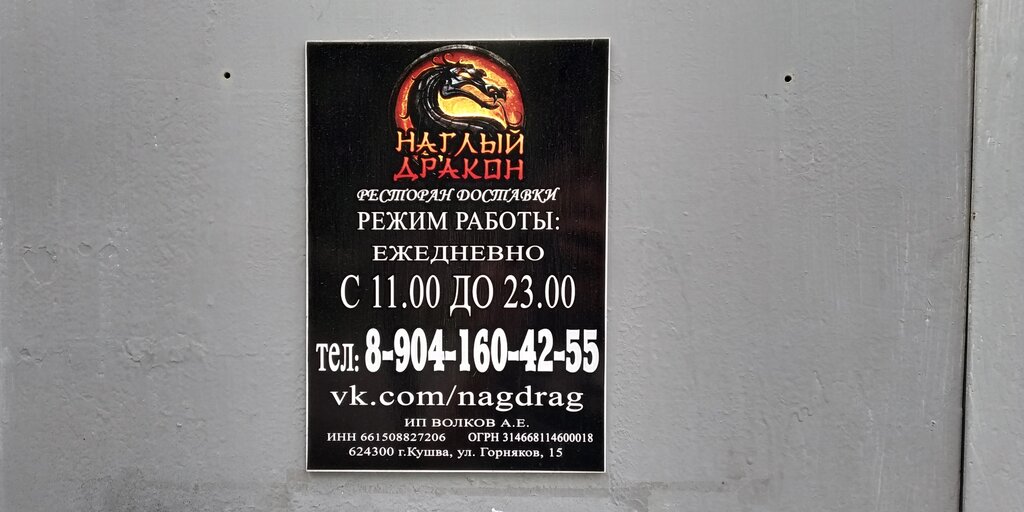 НАГЛЫЙ
ДРАКОН
РЕСТОРАН ДОСТАВКИ
РЕЖИМ РАБОТЫ:
ЕЖЕДНЕВНО
С 11.00 ДО 23.00
тел: 8-904-160-42-55
vk.com/nagdrag
ИП ВОЛКОВ А.Е.
ИНН 661508827206 ОГРН 314668114600018
624300 г.Кушва, ул. Горняков, 15